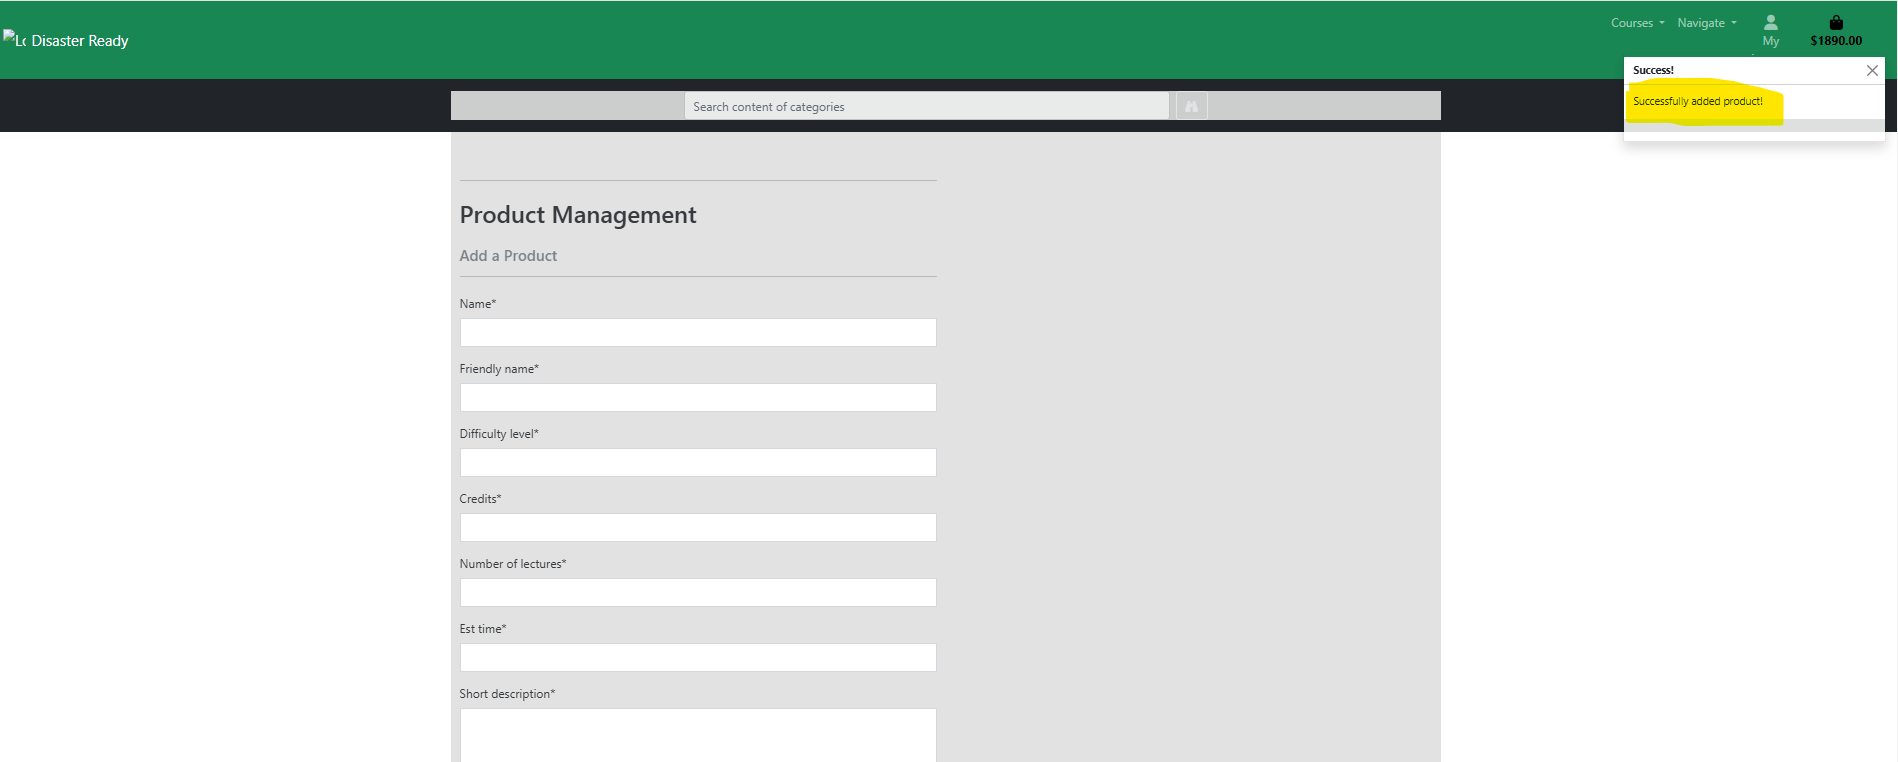 Courses
Navigate
Disaster Ready
My
$1890.00
Success!
Successfully added product!
Search content of categories
Product Management
Add a Product
Name*
Friendly name*
Difficulty level*
Credits*
Number of lectures*
Est time*
Short description*